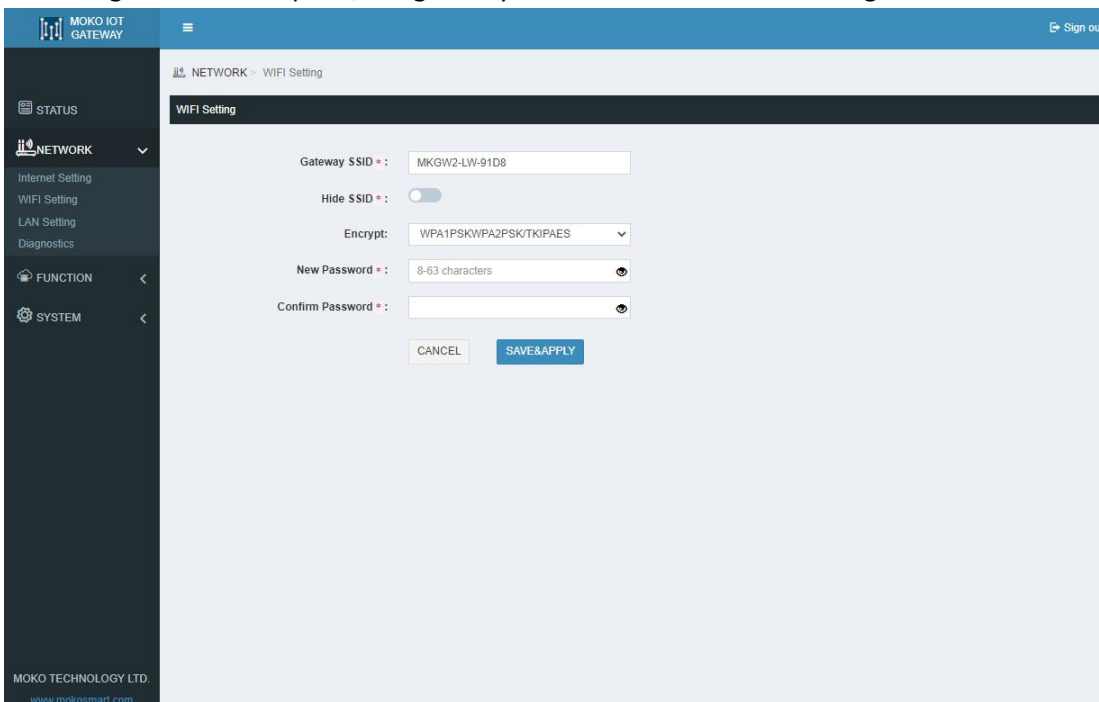 MOKO IOT
GATEWAY
Sign ou
NETWORK > WIFI Setting
STATUS
WIFI Setting
NETWORK
Internet Setting
WIFI Setting
LAN Setting
Diagnostics
FUNCTION
SYSTEM
Gateway SSID * :
MKGW2-LW-91D8
Hide SSID * :
Encrypt:
WPA1PSKWPA2PSK/TKIPAES
New Password * :
8-63 characters
Confirm Password * :
CANCEL
SAVE&APPLY
MOKO TECHNOLOGY LTD.
www.mokosmart.com